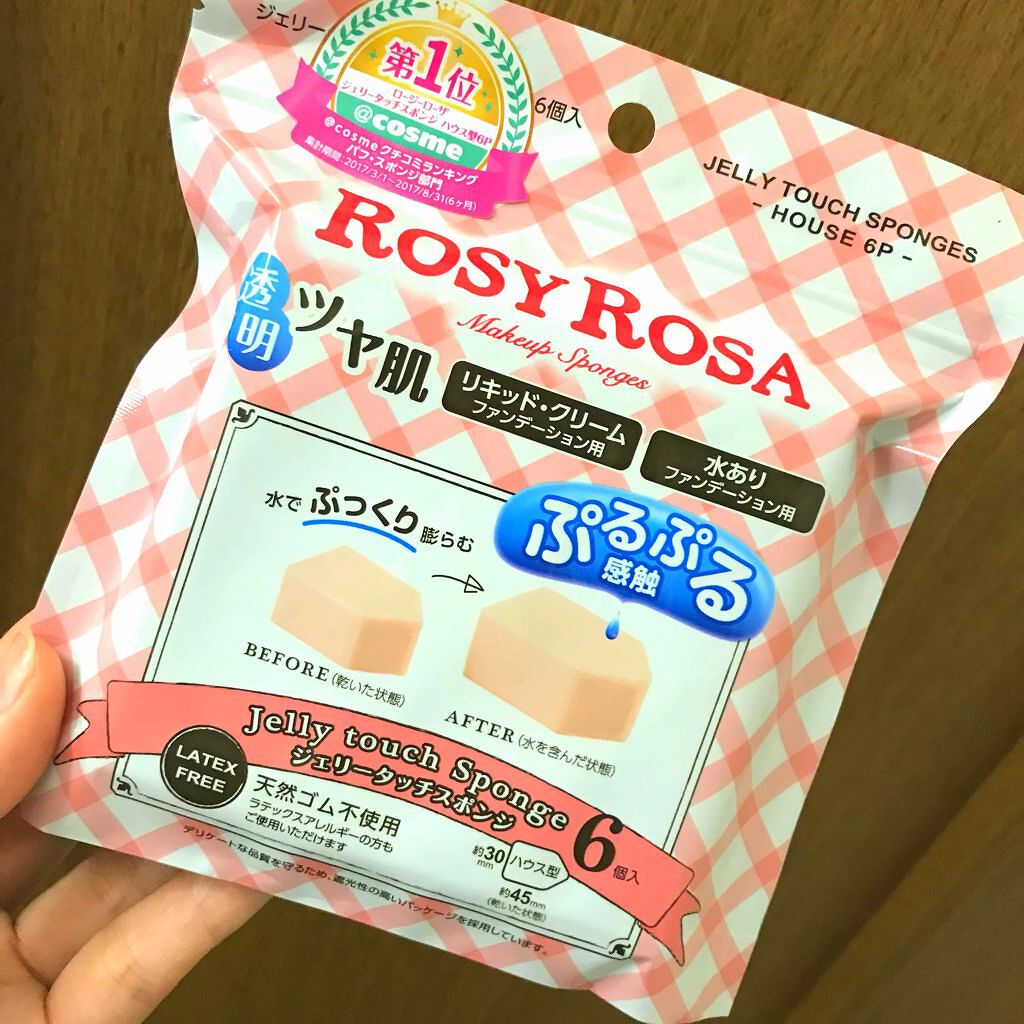 ジェリー
6個入
第1位
ロージーローザ
ジェリータッチスポンジ ハウス型6P
@cosme
@cosmeクチコミランキング
パフ・スポンジ部門
集計期間:2017/3/1~2017/8/31(6ヶ月)
JELLY TOUCH SPONGES
- HOUSE 6P -
ROSY ROSA
Makeup Sponges
透明
ツヤ肌
リキッド・クリーム
ファンデーション用
水あり
ファンデーション用
水で ぷっくり 膨らむ
ぷるぷる
感触
BEFORE (乾いた状態)
AFTER (水を含んだ状態)
Jelly touch Sponge
ジェリータッチスポンジ
6個入
LATEX
FREE
天然ゴム不使用
ラテックスアレルギーの方も
ご使用いただけます
約30mm
ハウス型
約45mm
(乾いた状態)
デリケートな品質を守るため、遮光性の高いパッケージを採用しています。